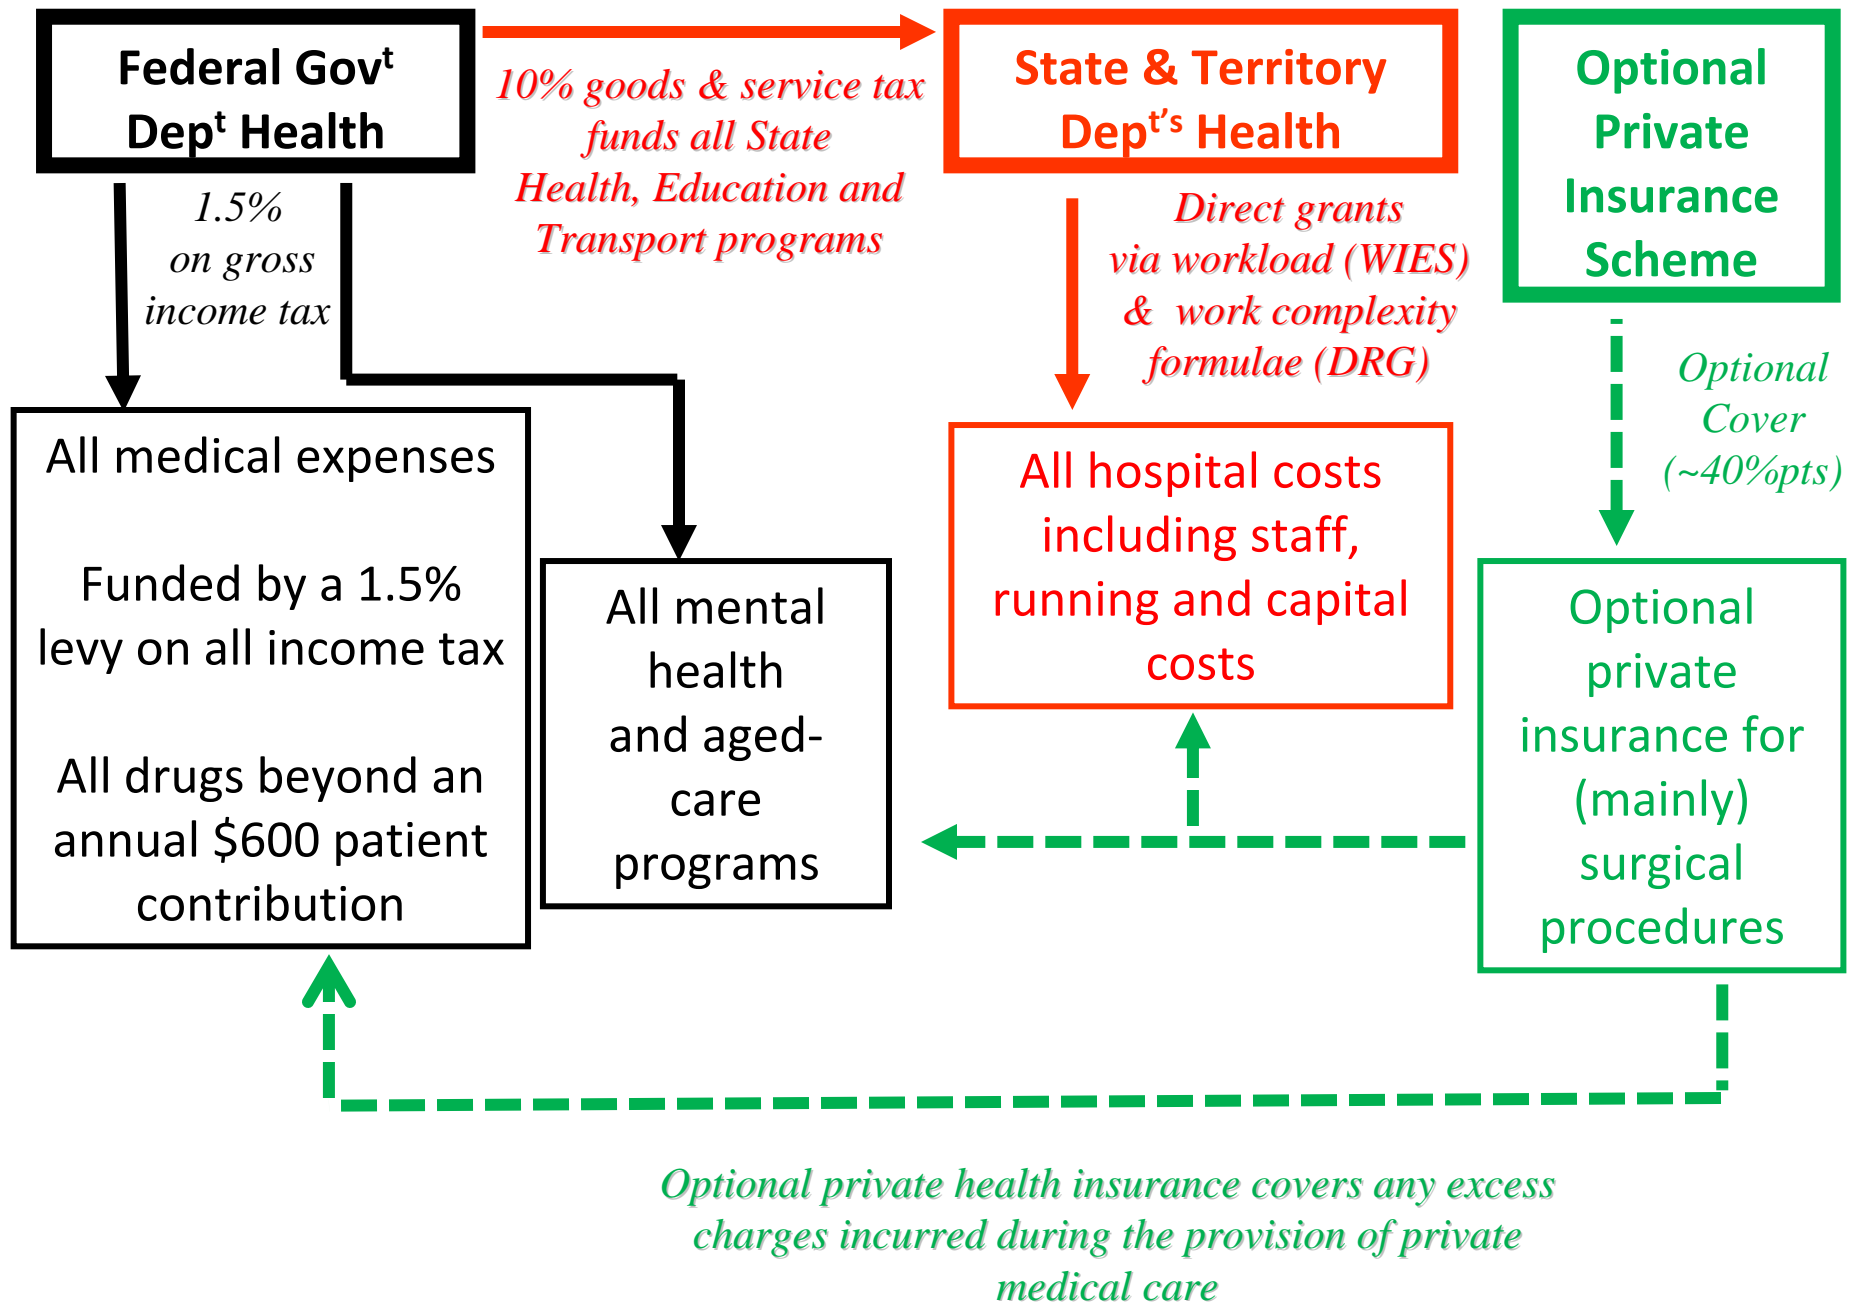 Federal Govt
Dept Health
1.5%
on gross
income tax
10% goods & service tax
funds all State
Health, Education and
Transport programs
State & Territory
Dept’s Health
Direct grants
via workload (WIES)
& work complexity
formulae (DRG)
Optional
Private
Insurance
Scheme
Optional
Cover
(~40%pts)
All medical expenses
Funded by a 1.5%
levy on all income tax
All drugs beyond an
annual $600 patient
contribution
All mental
health
and aged-
care
programs
All hospital costs
including staff,
running and capital
costs
Optional
private
insurance for
(mainly)
surgical
procedures
Optional private health insurance covers any excess
charges incurred during the provision of private
medical care